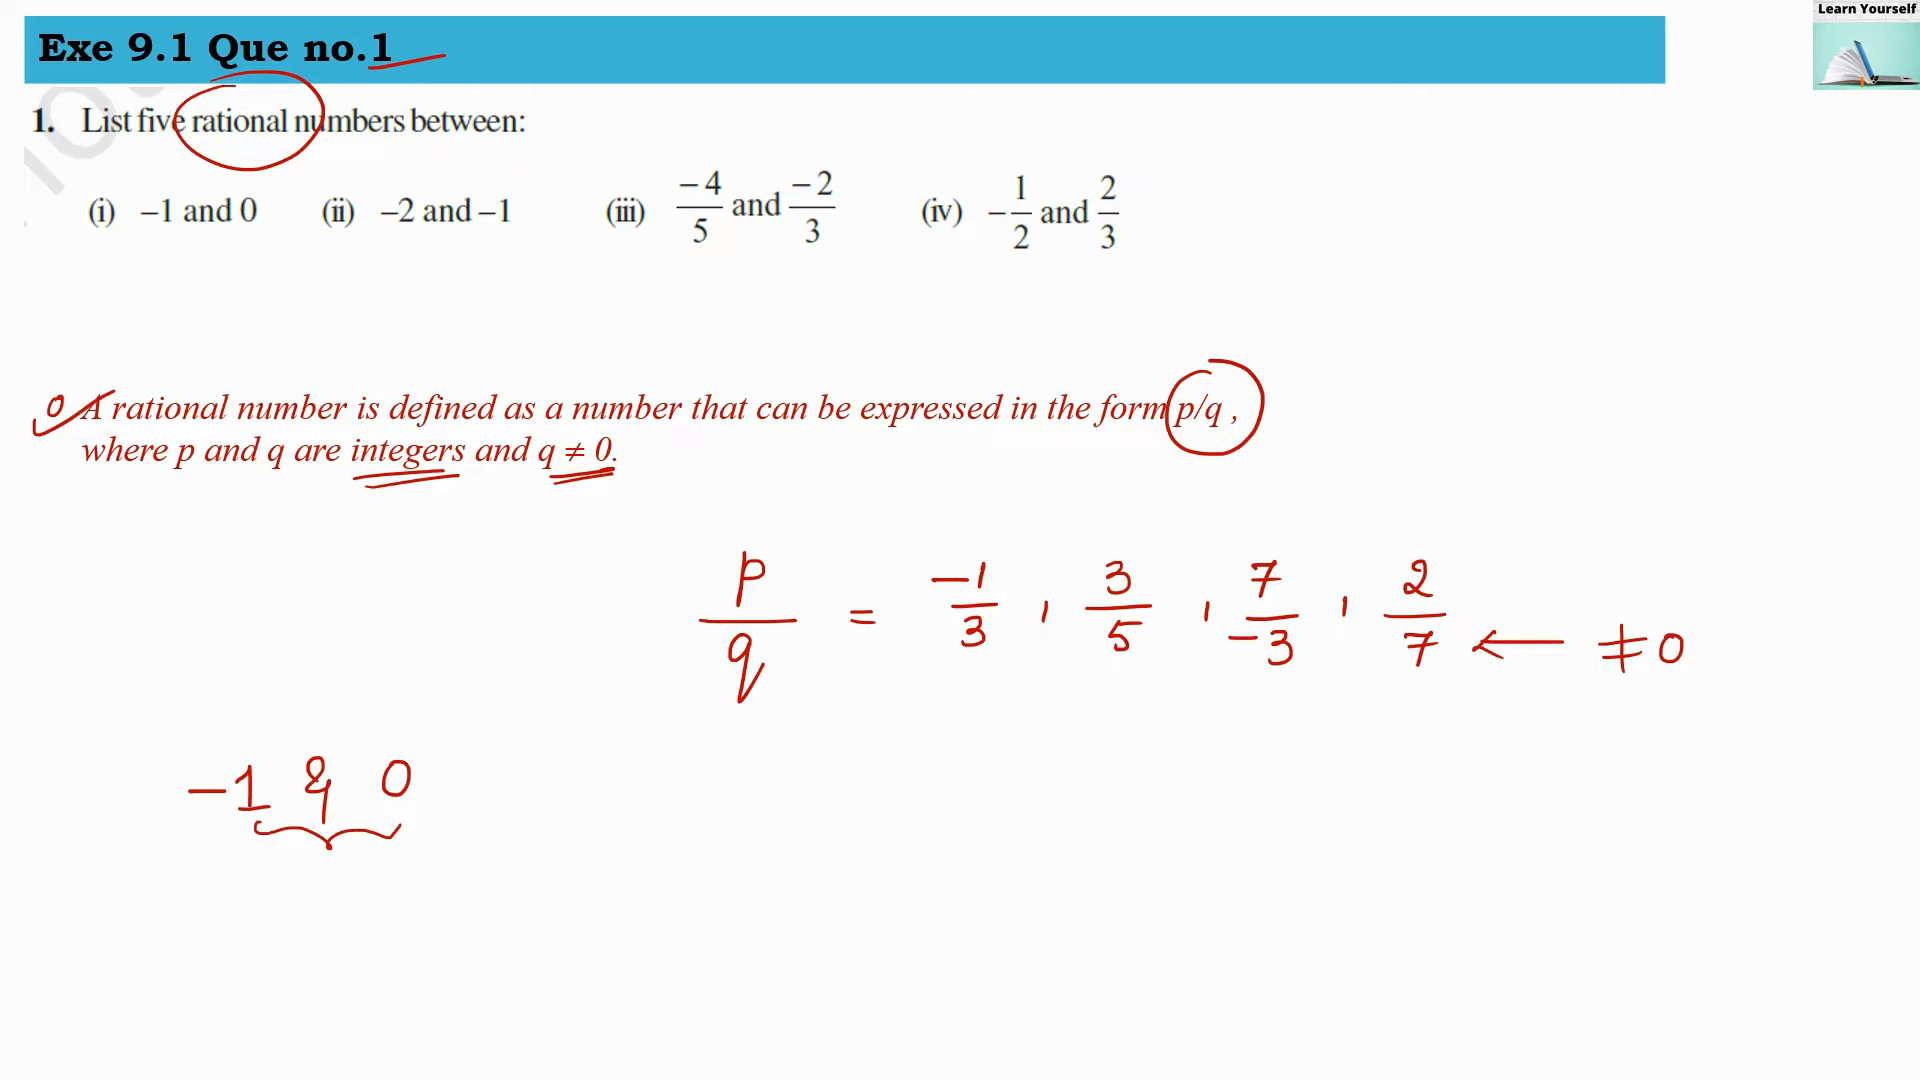 Learn Yourself
Exe 9.1 Que no.1
1. List five rational numbers between:
(i) –1 and 0 (ii) –2 and –1 (iii) −4/5 and −2/3 (iv) −1/2 and 2/3
A rational number is defined as a number that can be expressed in the form p/q ,
where p and q are integers and q ≠ 0.
p/q = −1/3 , 3/5 , 7/−3 , 2/7 ← ≠ 0
−1 & 0